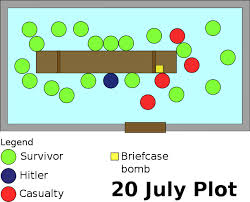 Legend
Survivor
Hitler
Casualty
Briefcase
bomb
20 July Plot